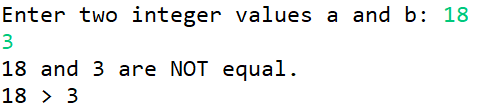 Enter two integer values a and b: 18
3
18 and 3 are NOT equal.
18 > 3